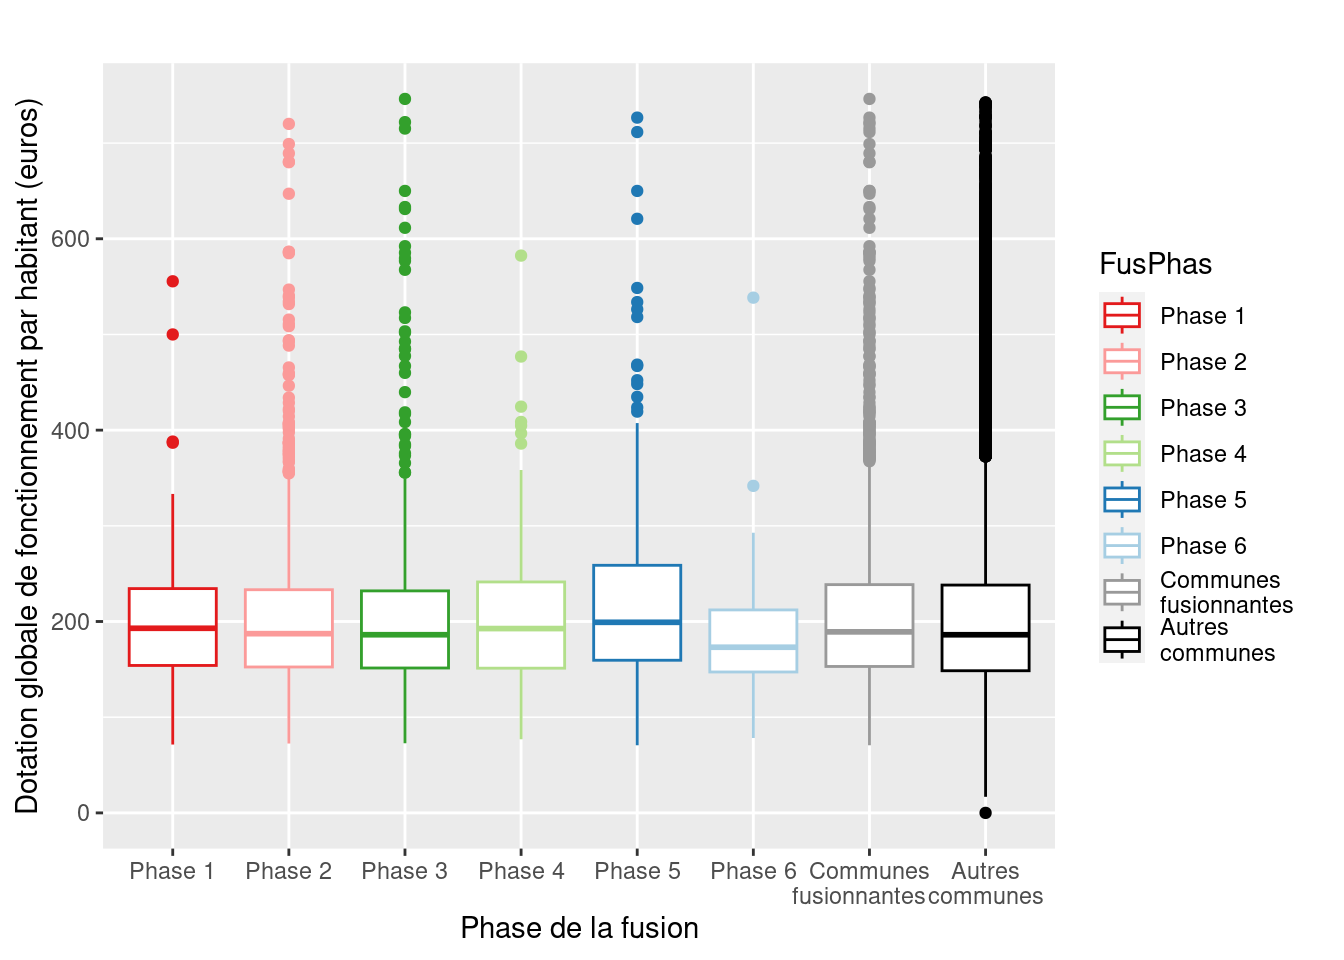 Dotation globale de fonctionnement par habitant (euros)
600
400
200
0
Phase 1
Phase 2
Phase 3
Phase 4
Phase 5
Phase 6
Communes
fusionnantes
Autres
communes
Phase de la fusion
FusPhas
Phase 1
Phase 2
Phase 3
Phase 4
Phase 5
Phase 6
Communes
fusionnantes
Autres
communes